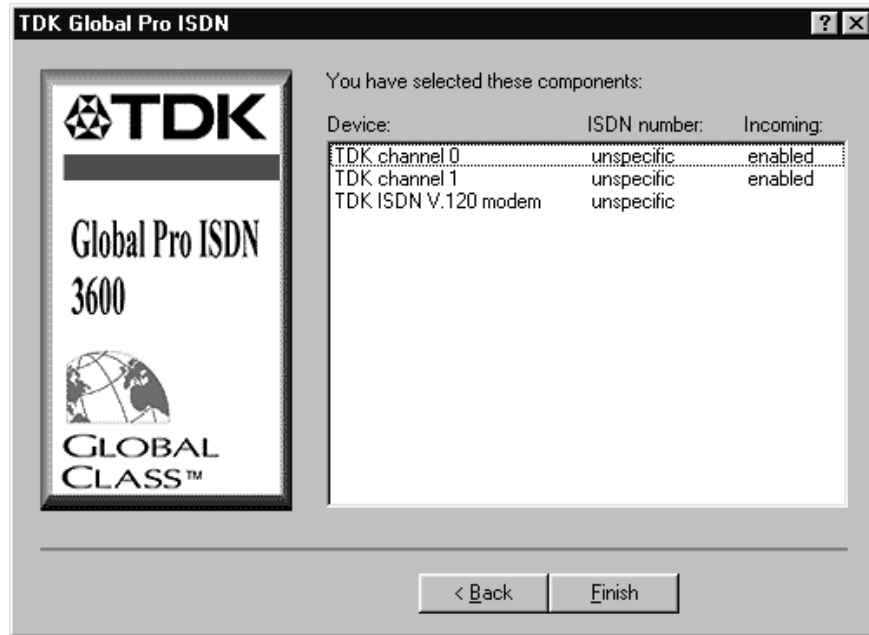 TDK Global Pro ISDN
? X
TDK
Global Pro ISDN
3600
GLOBAL
CLASS™
You have selected these components:
Device: ISDN number: Incoming:
TDK channel 0 unspecific enabled
TDK channel 1 unspecific enabled
TDK ISDN V.120 modem unspecific
< Back Finish